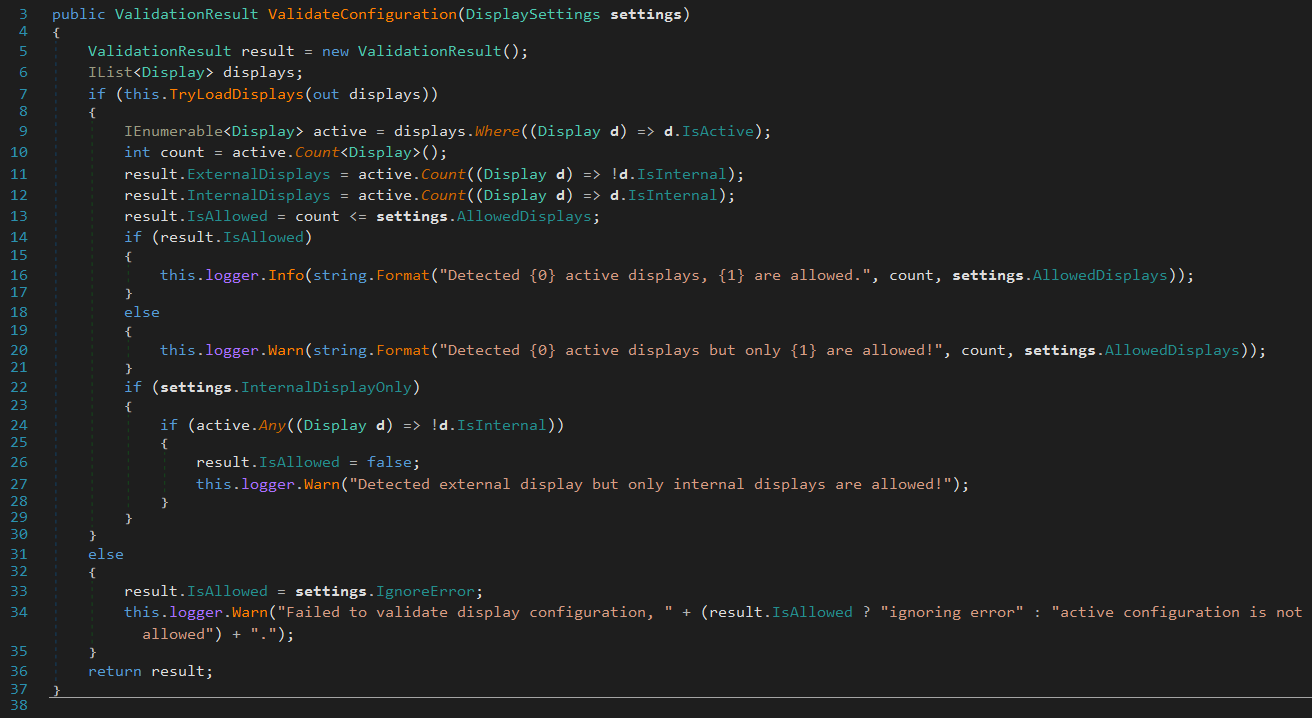 3 public ValidationResult ValidateConfiguration(DisplaySettings settings)
4 {
5     ValidationResult result = new ValidationResult();
6     IList<Display> displays;
7     if (this.TryLoadDisplays(out displays))
8     {
9         IEnumerable<Display> active = displays.Where((Display d) => d.IsActive);
10         int count = active.Count<Display>();
11         result.ExternalDisplays = active.Count((Display d) => !d.IsInternal);
12         result.InternalDisplays = active.Count((Display d) => d.IsInternal);
13         result.IsAllowed = count <= settings.AllowedDisplays;
14         if (result.IsAllowed)
15         {
16             this.logger.Info(string.Format("Detected {0} active displays, {1} are allowed.", count, settings.AllowedDisplays));
17         }
18         else
19         {
20             this.logger.Warn(string.Format("Detected {0} active displays but only {1} are allowed!", count, settings.AllowedDisplays));
21         }
22         if (settings.InternalDisplayOnly)
23         {
24             if (active.Any((Display d) => !d.IsInternal))
25             {
26                 result.IsAllowed = false;
27                 this.logger.Warn("Detected external display but only internal displays are allowed!");
28             }
29         }
30     }
31     else
32     {
33         result.IsAllowed = settings.IgnoreError;
34         this.logger.Warn("Failed to validate display configuration, " + (result.IsAllowed ? "ignoring error" : "active configuration is not
allowed") + ".");
35     }
36     return result;
37 }
38